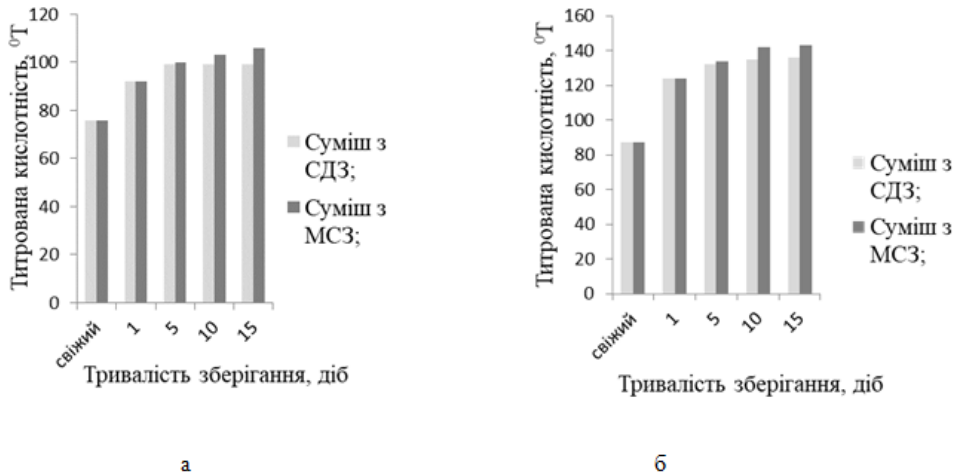 Титрована кислотність, ⁰Т
120
100
80
60
40
20
0
свіжий
1
5
10
15
Тривалість зберігання, діб
Суміш з
СДЗ;
Суміш з
МСЗ;
а
Титрована кислотність, ⁰Т
160
140
120
100
80
60
40
20
0
свіжий
1
5
10
15
Тривалість зберігання, діб
Суміш з
СДЗ;
Суміш з
МСЗ;
б